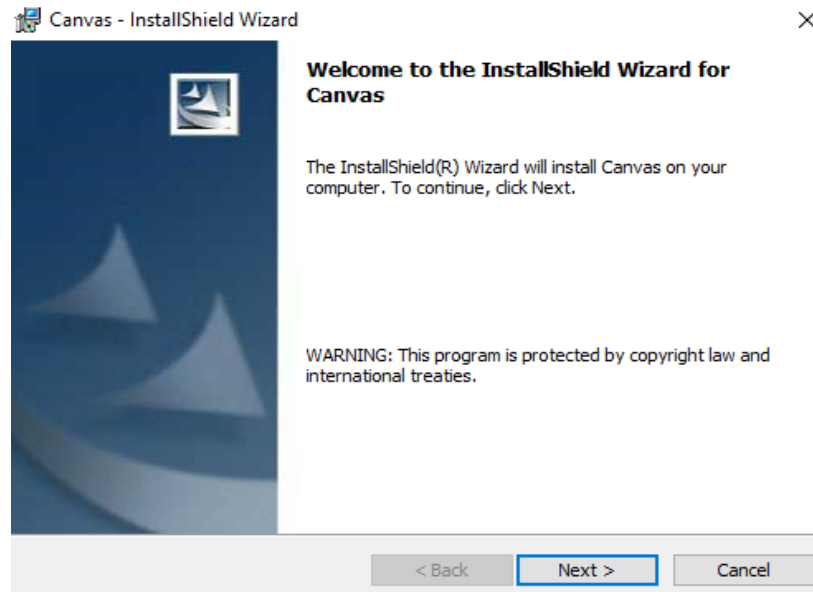 Canvas - InstallShield Wizard
Welcome to the InstallShield Wizard for
Canvas
The InstallShield(R) Wizard will install Canvas on your
computer. To continue, click Next.
WARNING: This program is protected by copyright law and
international treaties.
< Back
Next >
Cancel